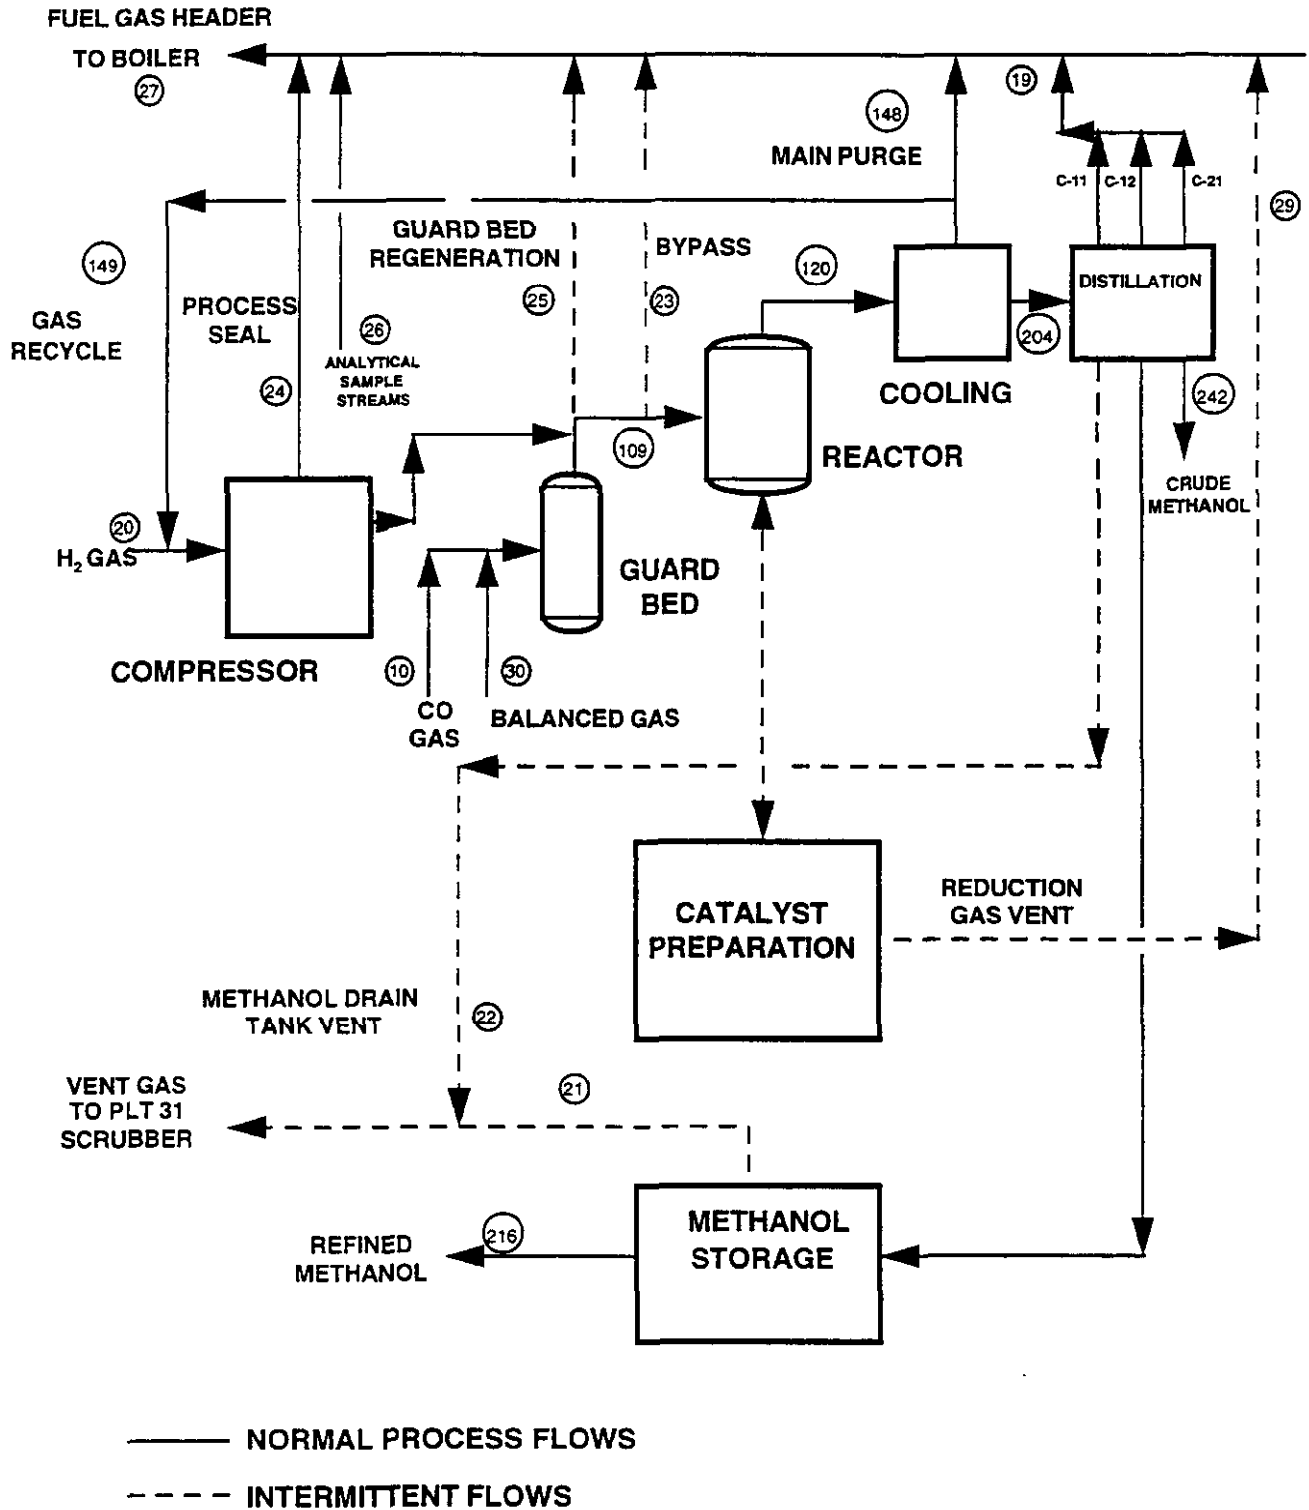 FUEL GAS HEADER
TO BOILER
27
19
148
MAIN PURGE
C-11
C-12
C-21
29
149
GUARD BED
REGENERATION
BYPASS
120
DISTILLATION
PROCESS
SEAL
25
23
GAS
RECYCLE
26
ANALYTICAL
SAMPLE
STREAMS
204
24
COOLING
242
109
REACTOR
CRUDE
METHANOL
20
H₂ GAS
GUARD
BED
COMPRESSOR
10
30
CO
GAS
BALANCED GAS
CATALYST
PREPARATION
REDUCTION
GAS VENT
METHANOL DRAIN
TANK VENT
22
21
VENT GAS
TO PLT 31
SCRUBBER
METHANOL
STORAGE
216
REFINED
METHANOL
NORMAL PROCESS FLOWS
INTERMITTENT FLOWS